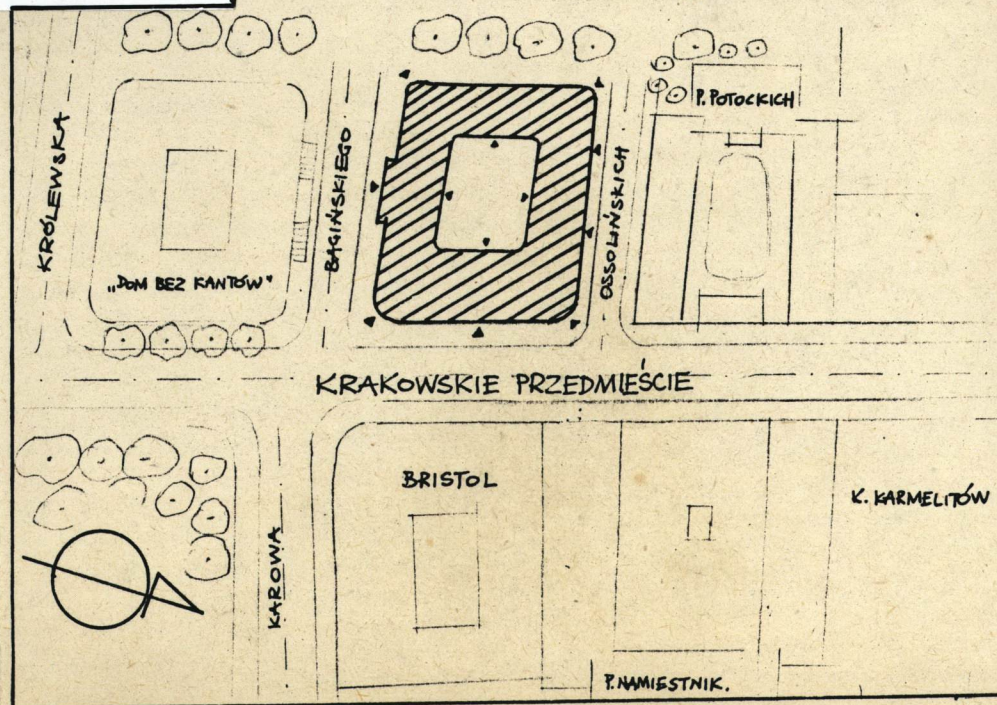 P. POTOCKICH
KRÓLEWSKA
BAGIŃSKIEGO
OSSOLIŃSKICH
„DOM BEZ KANTÓW"
KRAKOWSKIE PRZEDMIEŚCIE
BRISTOL
K. KARMELITÓW
KAROWA
P. NAMIESTNIK.